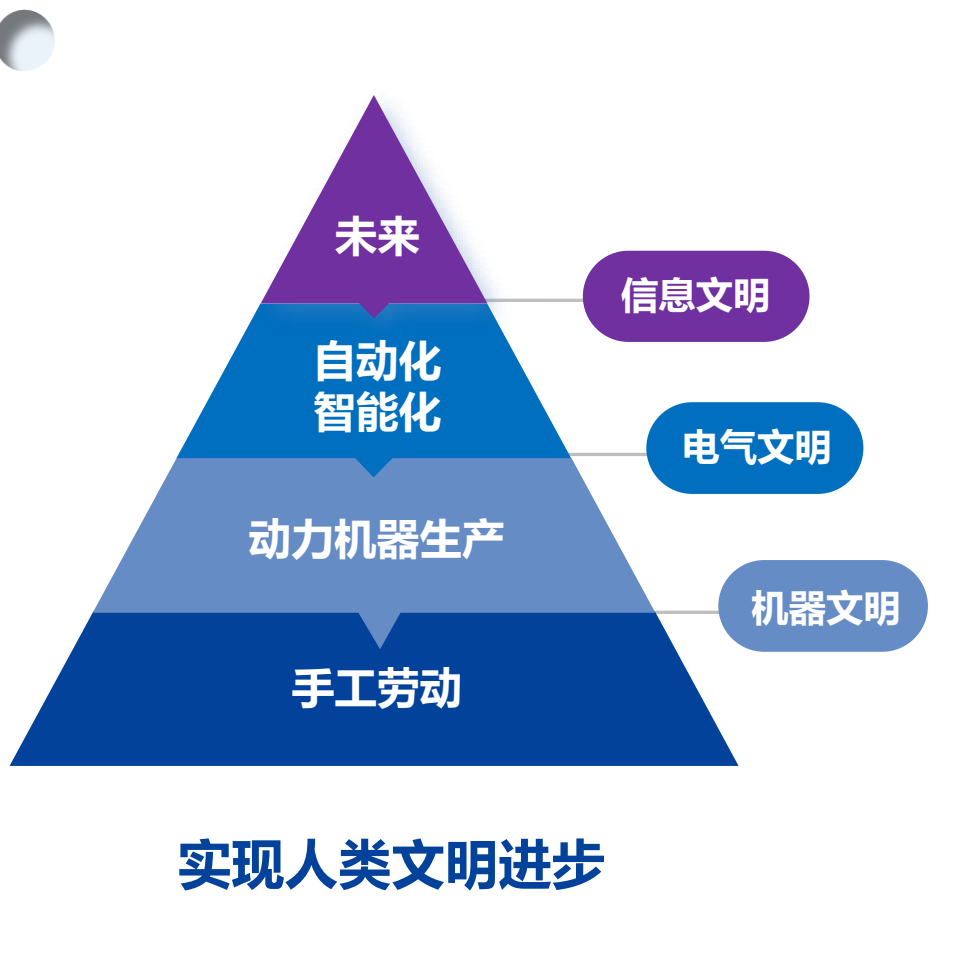 未来
信息文明
自动化
智能化
电气文明
动力机器生产
机器文明
手工劳动
实现人类文明进步